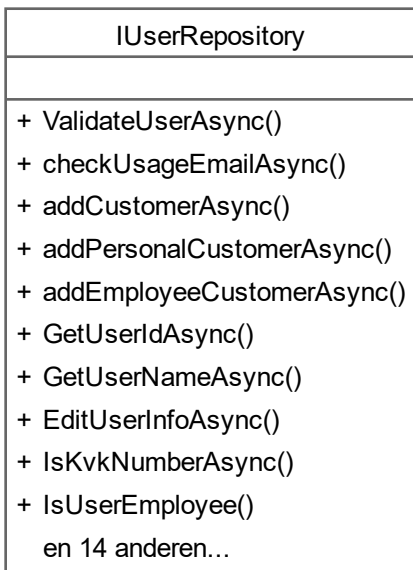 IUserRepository
+ ValidateUserAsync()
+ checkUsageEmailAsync()
+ addCustomerAsync()
+ addPersonalCustomerAsync()
+ addEmployeeCustomerAsync()
+ GetUserIdAsync()
+ GetUserNameAsync()
+ EditUserInfoAsync()
+ IsKvkNumberAsync()
+ IsUserEmployee()
en 14 anderen...